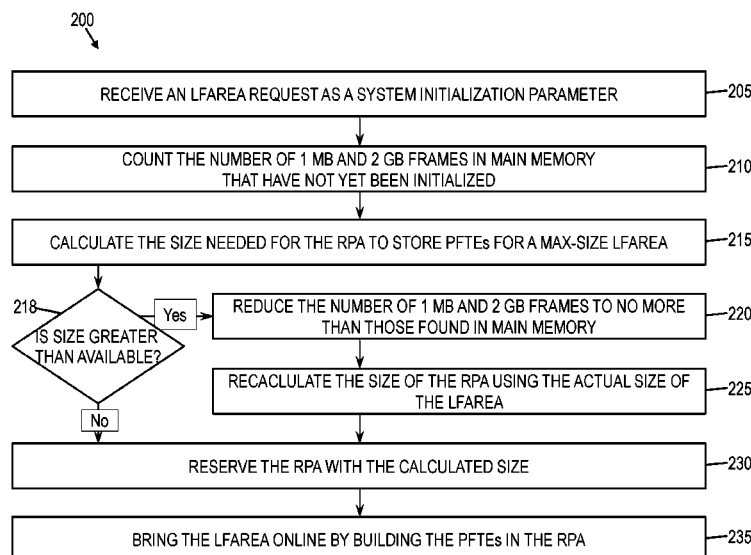 200
RECEIVE AN LFAREA REQUEST AS A SYSTEM INITIALIZATION PARAMETER
205
COUNT THE NUMBER OF 1 MB AND 2 GB FRAMES IN MAIN MEMORY
THAT HAVE NOT YET BEEN INITIALIZED
210
CALCULATE THE SIZE NEEDED FOR THE RPA TO STORE PFTEs FOR A MAX-SIZE LFAREA
215
218
IS SIZE GREATER
THAN AVAILABLE?
Yes
REDUCE THE NUMBER OF 1 MB AND 2 GB FRAMES TO NO MORE
THAN THOSE FOUND IN MAIN MEMORY
220
RECACLULATE THE SIZE OF THE RPA USING THE ACTUAL SIZE OF
THE LFAREA
225
No
RESERVE THE RPA WITH THE CALCULATED SIZE
230
BRING THE LFAREA ONLINE BY BUILDING THE PFTEs IN THE RPA
235